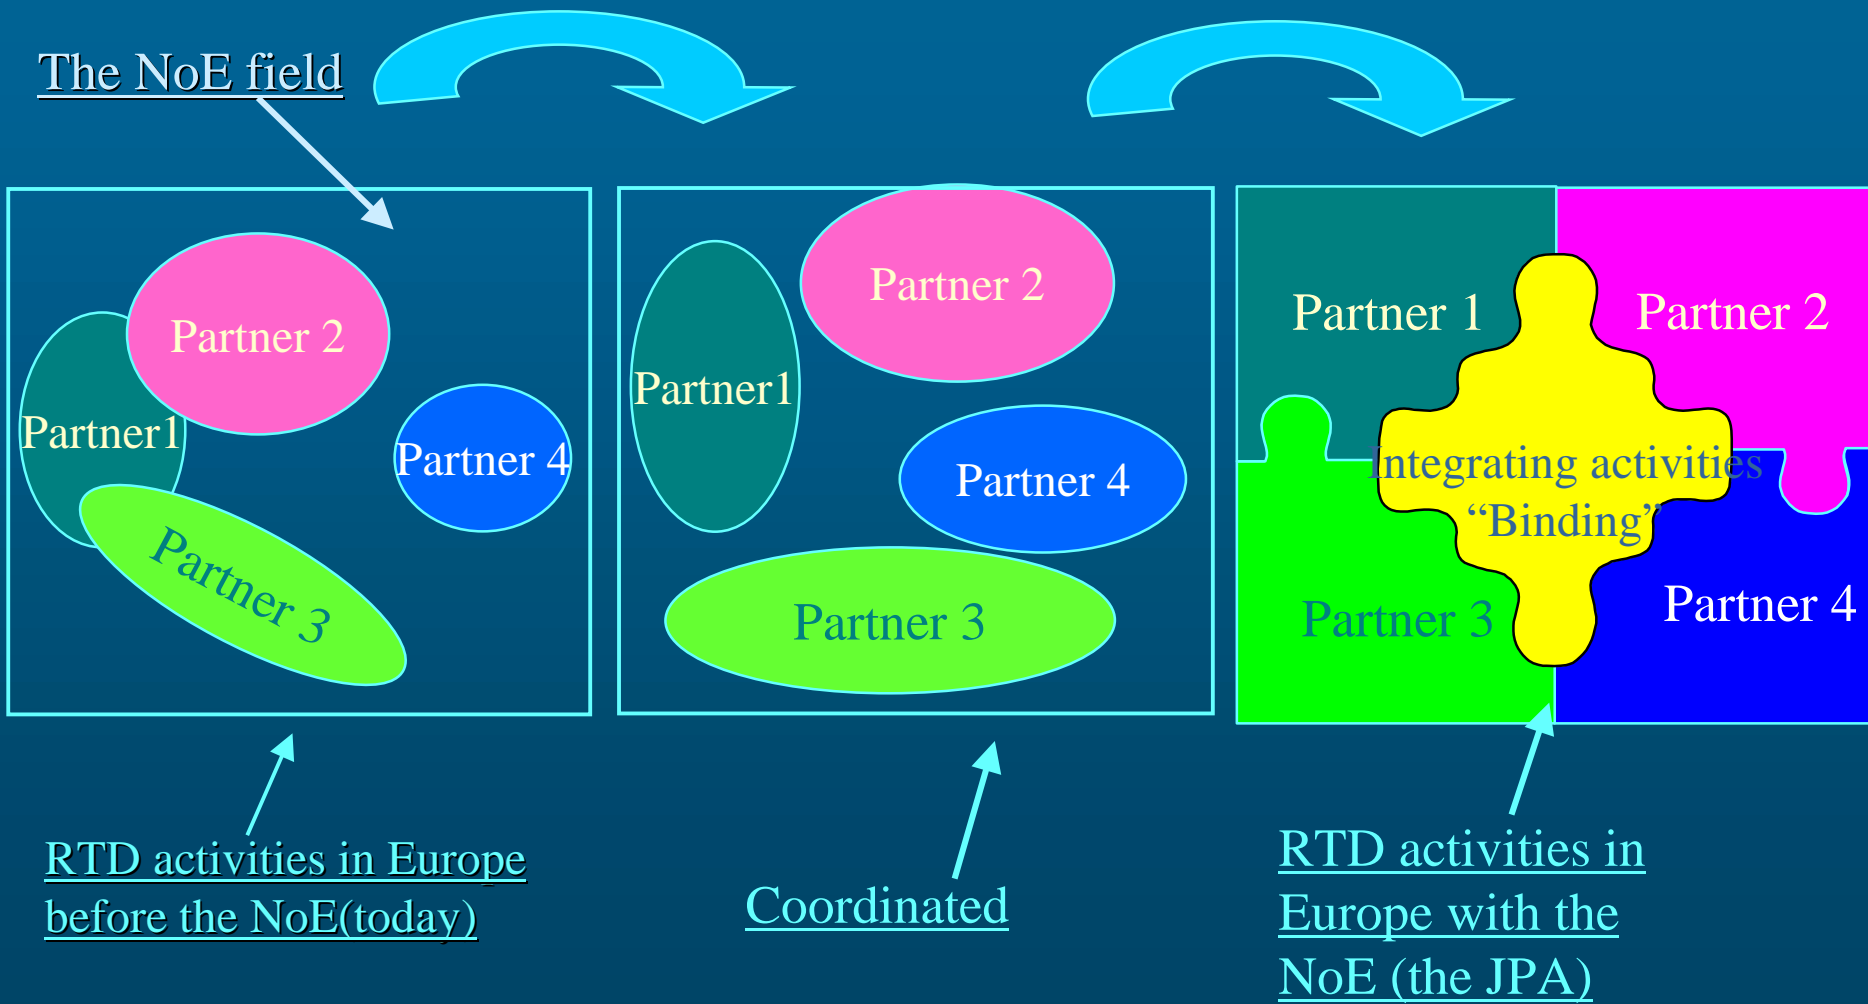 The NoE field
Partner 2
Partner1
Partner 4
Partner 3
Partner 2
Partner1
Partner 4
Partner 3
Partner 1
Partner 2
Integrating activities
“Binding”
Partner 3
Partner 4
RTD activities in Europe
before the NoE(today)
Coordinated
RTD activities in
Europe with the
NoE (the JPA)